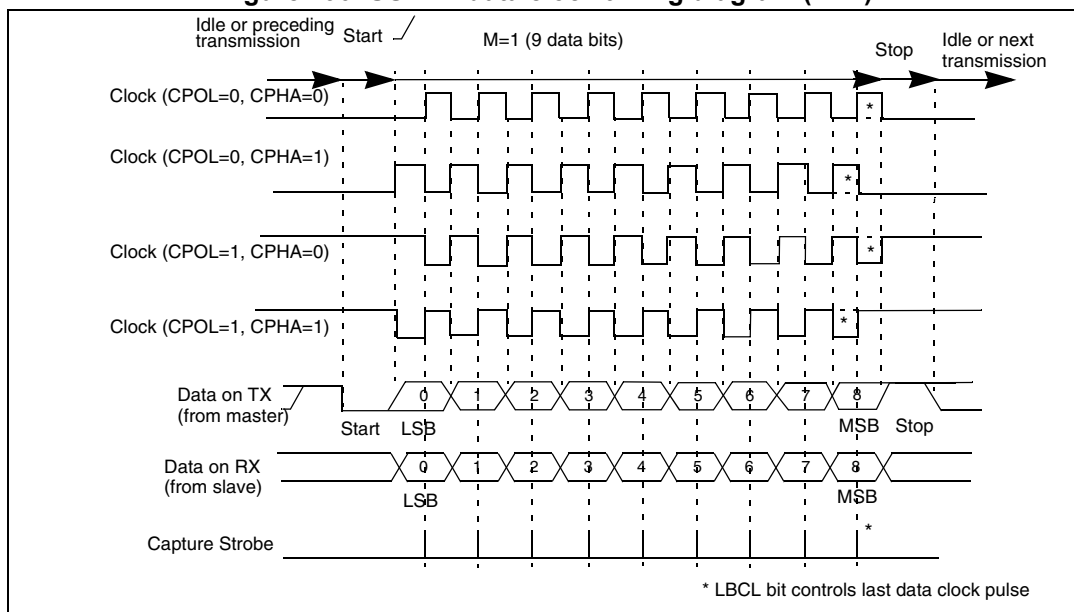 Idle or preceding
transmission
Start
M=1 (9 data bits)
Stop
Idle or next
transmission
Clock (CPOL=0, CPHA=0)
*
Clock (CPOL=0, CPHA=1)
*
Clock (CPOL=1, CPHA=0)
*
Clock (CPOL=1, CPHA=1)
*
Data on TX
(from master)
0 1 2 3 4 5 6 7 8
Start LSB MSB Stop
Data on RX
(from slave)
0 1 2 3 4 5 6 7 8
LSB MSB
Capture Strobe
*
* LBCL bit controls last data clock pulse